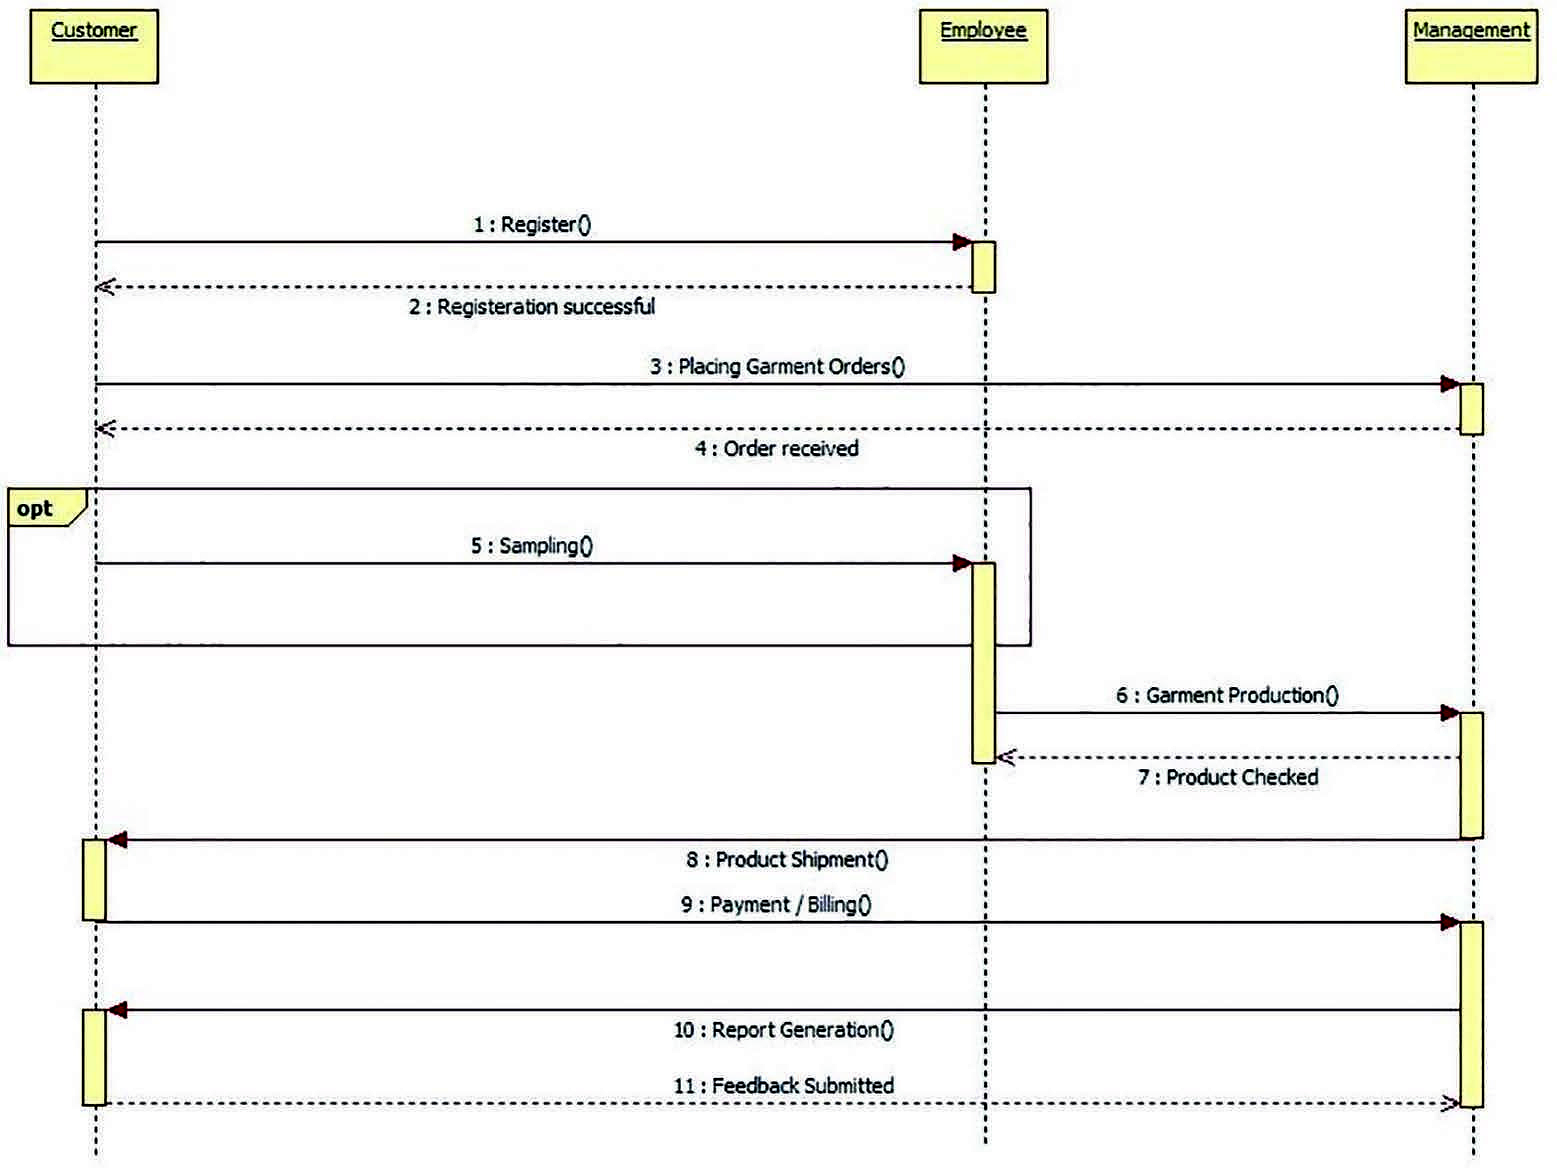 Customer
Employee
Management
1 : Register()
2 : Registeration successful
3 : Placing Garment Orders()
4 : Order received
opt
5 : Sampling()
6 : Garment Production()
7 : Product Checked
8 : Product Shipment()
9 : Payment / Billing()
10 : Report Generation()
11 : Feedback Submitted